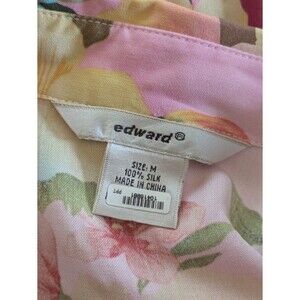 edward®
SIZE: M
100% SILK
MADE IN CHINA